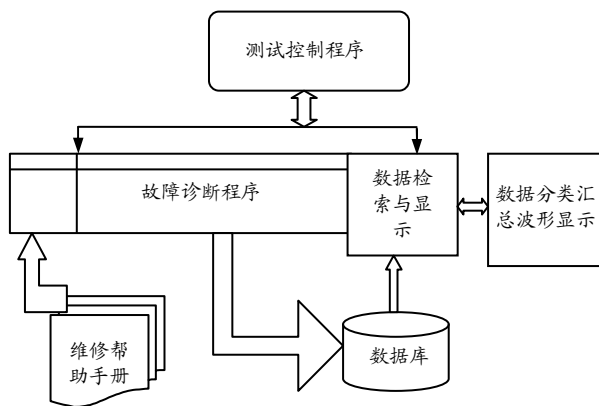 测试控制程序
故障诊断程序
数据检
索与显
示
数据分类汇
总波形显示
维修帮
助手册
数据库